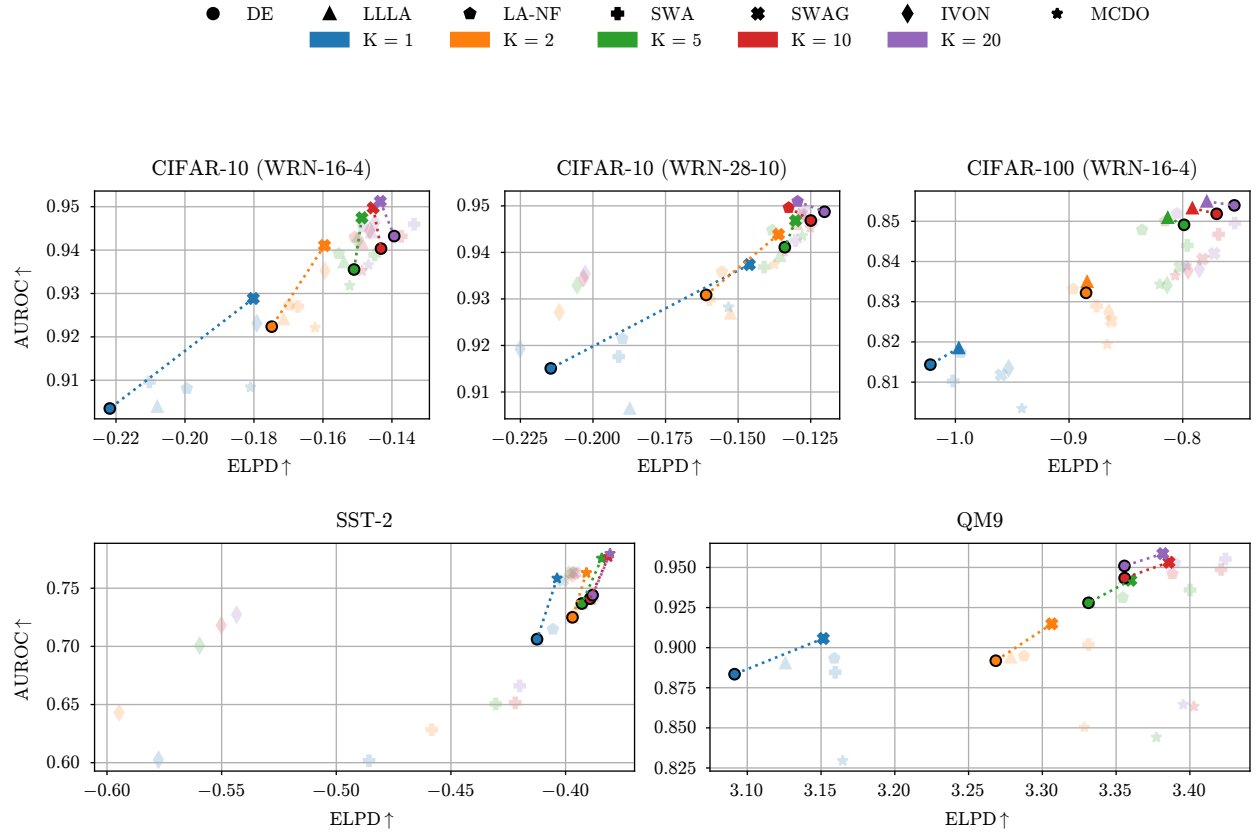 DE LLLA LA-NF SWA SWAG IVON MCDO
K = 1 K = 2 K = 5 K = 10 K = 20
CIFAR-10 (WRN-16-4) CIFAR-10 (WRN-28-10) CIFAR-100 (WRN-16-4)
AUROC↑
0.95
0.94
0.93
0.92
0.91
−0.22 −0.20 −0.18 −0.16 −0.14
ELPD↑
0.95
0.94
0.93
0.92
0.91
−0.225 −0.200 −0.175 −0.150 −0.125
ELPD↑
0.85
0.84
0.83
0.82
0.81
−1.0 −0.9 −0.8
ELPD↑
SST-2 QM9
AUROC↑
0.75
0.70
0.65
0.60
−0.60 −0.55 −0.50 −0.45 −0.40
ELPD↑
0.950
0.925
0.900
0.875
0.850
0.825
3.10 3.15 3.20 3.25 3.30 3.35 3.40
ELPD↑